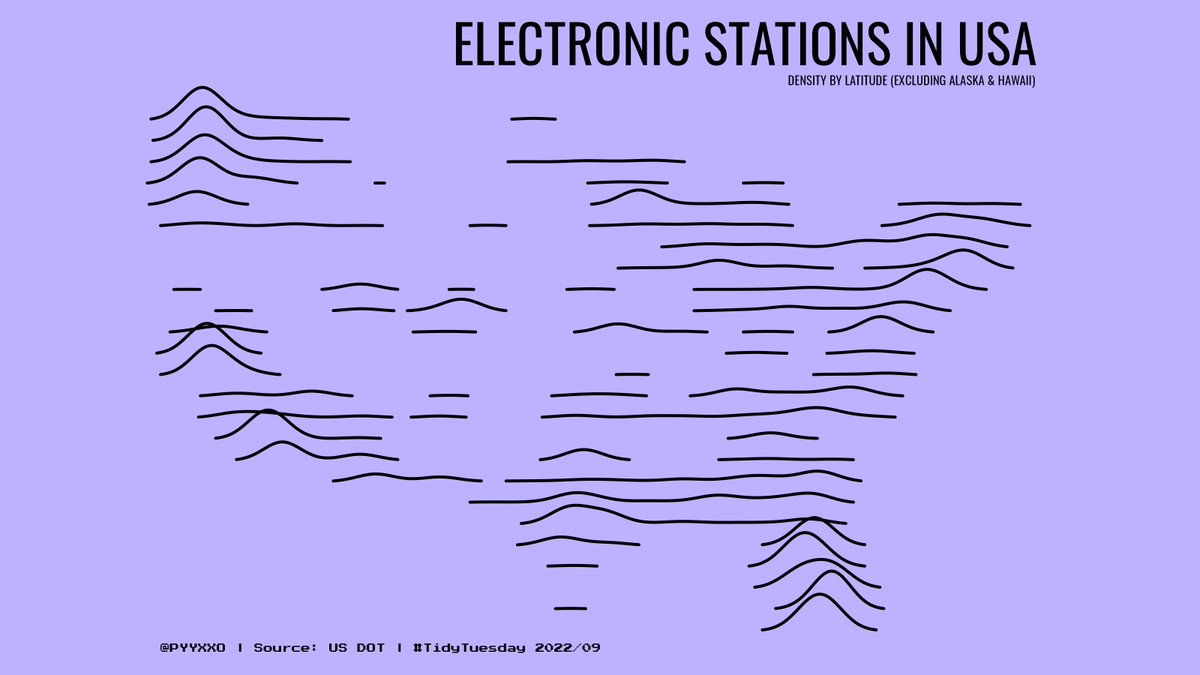 ELECTRONIC STATIONS IN USA
DENSITY BY LATITUDE (EXCLUDING ALASKA & HAWAII)
@PYYXXO | Source: US DOT | #TidyTuesday 2022/09